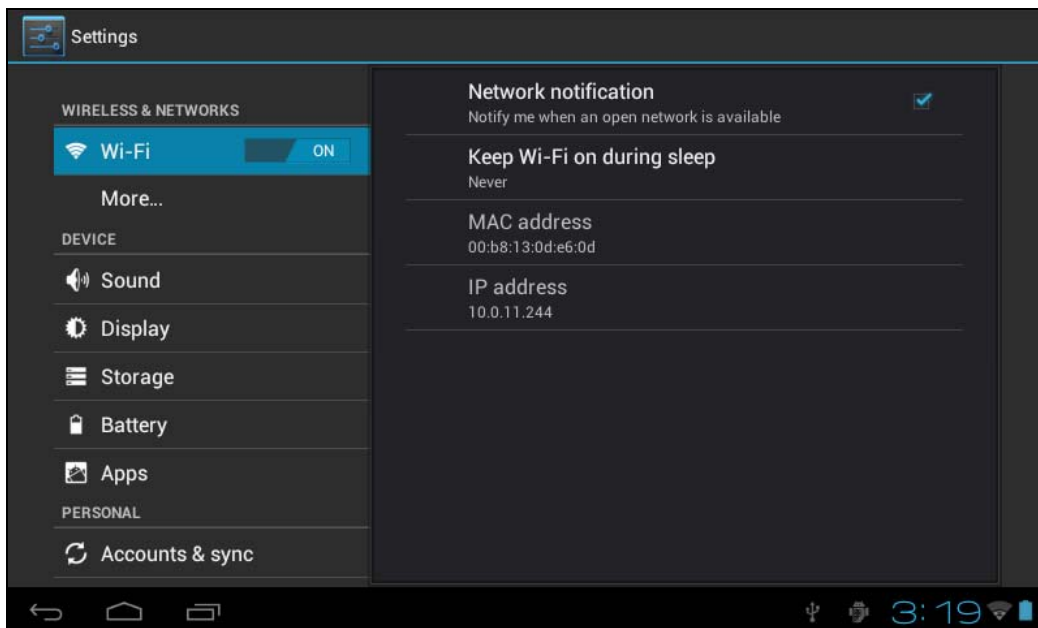 Settings
WIRELESS & NETWORKS
Wi-Fi ON
More...
DEVICE
Sound
Display
Storage
Battery
Apps
PERSONAL
Accounts & sync
Network notification
Notify me when an open network is available
Keep Wi-Fi on during sleep
Never
MAC address
00:b8:13:0d:e6:0d
IP address
10.0.11.244
3:19